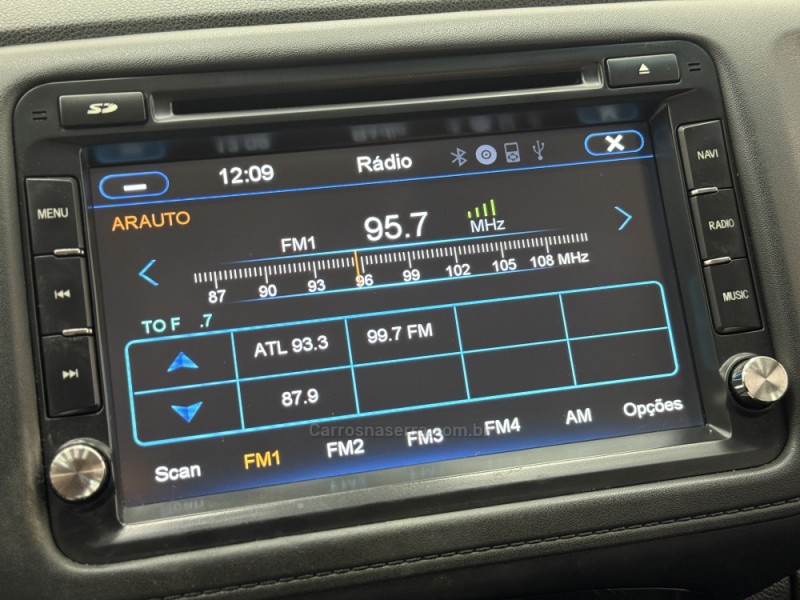 SD
12:09 Rádio
ARAUTO
FM1 95.7 MHz
87 90 93 96 99 102 105 108 MHz
TO F .7
ATL 93.3 99.7 FM
87.9
Carrosnaserra.com.br
Scan FM1 FM2 FM3 FM4 AM Opções
MENU
NAVI
RADIO
MUSIC